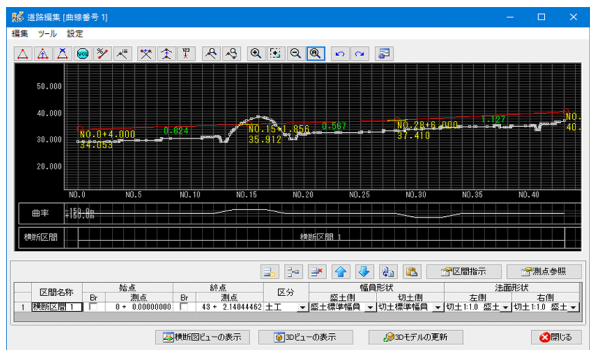 道路編集 [曲線番号 1]
編集 ツール 設定
50.000
40.000
30.000
20.000
NO.0+4.000
34.053
0.624
NO.15+1.856
35.912
0.567
NO.28+6.000
37.410
1.127
NO.
40.
NO.0 NO.5 NO.10 NO.15 NO.20 NO.25 NO.30 NO.35 NO.40
曲率
横断区間 横断区間 1
区間指示 測点参照
区間名称 始点 終点 区分 幅員形状 法面形状
Br 測点 Br 測点 盛土側 切土側 左側 右側
1 横断区間 1 0 + 0.00000000 43 + 2.14044462 土工 盛土標準幅員 切土標準幅員 切土1:1.0 盛土 切土1:1.0 盛土
横断図ビューの表示 3Dビューの表示 3Dモデルの更新 閉じる